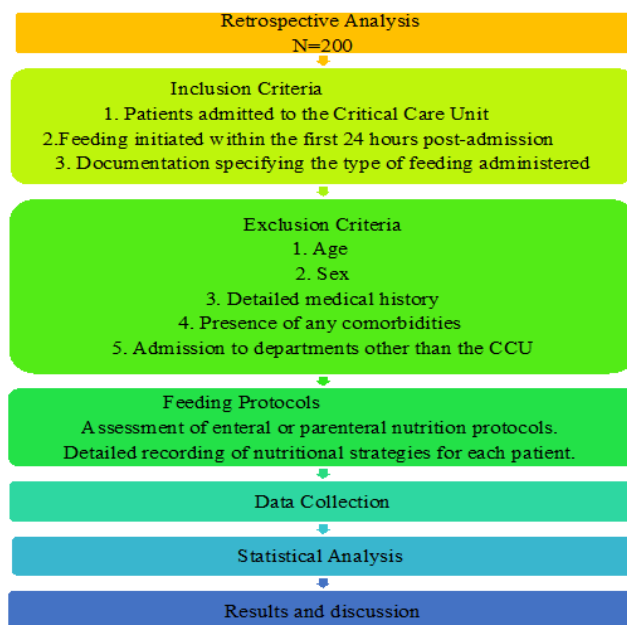 Retrospective Analysis
N=200
Inclusion Criteria
1. Patients admitted to the Critical Care Unit
2.Feeding initiated within the first 24 hours post-admission
3. Documentation specifying the type of feeding administered
Exclusion Criteria
1. Age
2. Sex
3. Detailed medical history
4. Presence of any comorbidities
5. Admission to departments other than the CCU
Feeding Protocols
Assessment of enteral or parenteral nutrition protocols.
Detailed recording of nutritional strategies for each patient.
Data Collection
Statistical Analysis
Results and discussion